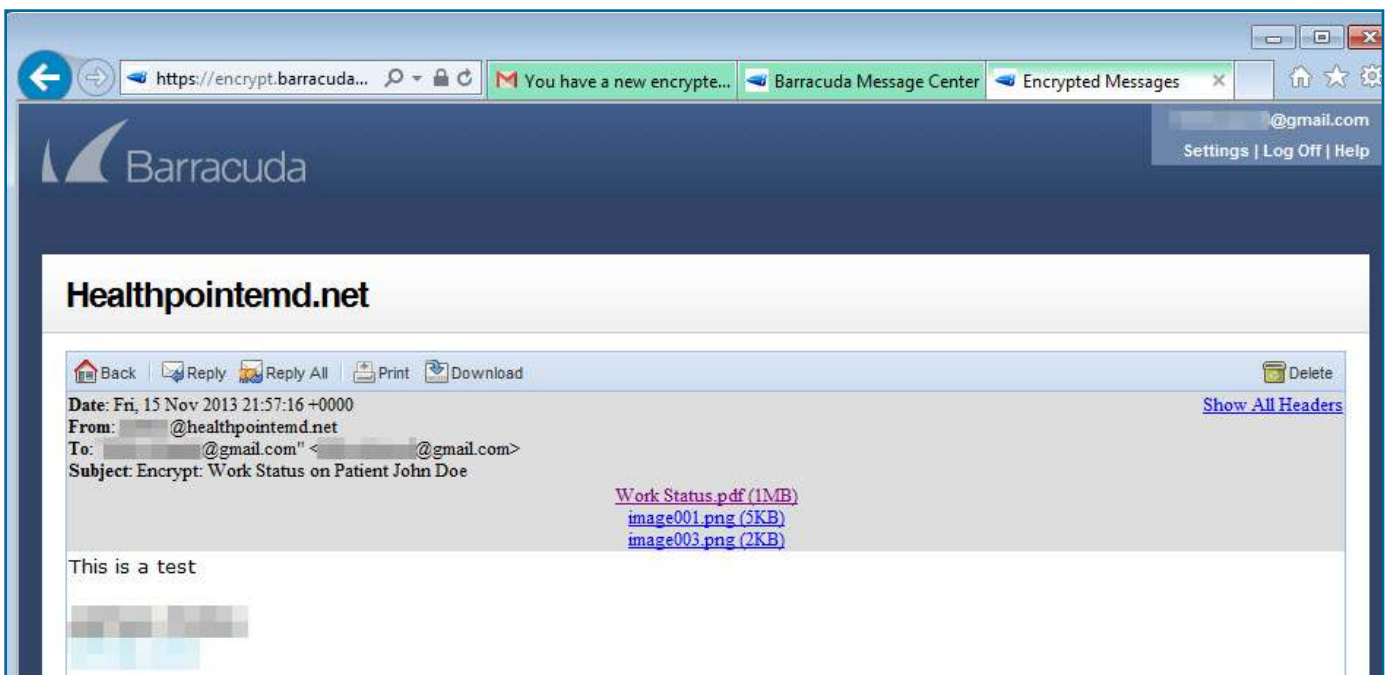 https://encrypt.barracuda... You have a new encrypte... Barracuda Message Center Encrypted Messages
@gmail.com
Settings | Log Off | Help
Barracuda
Healthpointemd.net
Back Reply Reply All Print Download Delete
Date: Fri, 15 Nov 2013 21:57:16 +0000 Show All Headers
From: @healthpointemd.net
To: @gmail.com" < @gmail.com>
Subject: Encrypt: Work Status on Patient John Doe
Work Status.pdf (1MB)
image001.png (5KB)
image003.png (2KB)
This is a test